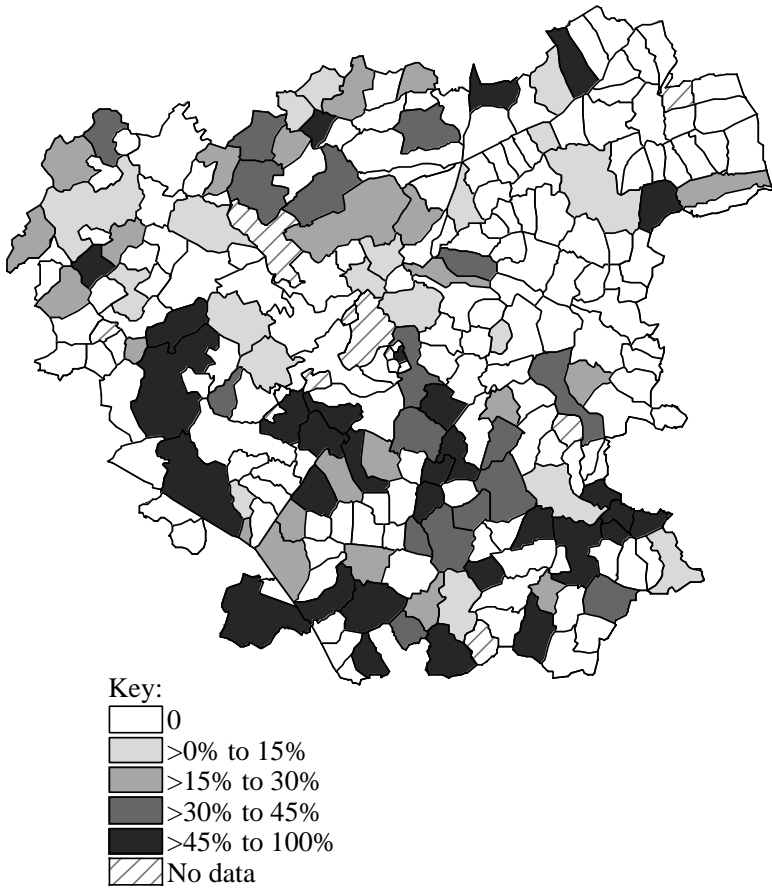 Key:
0
>0% to 15%
>15% to 30%
>30% to 45%
>45% to 100%
No data